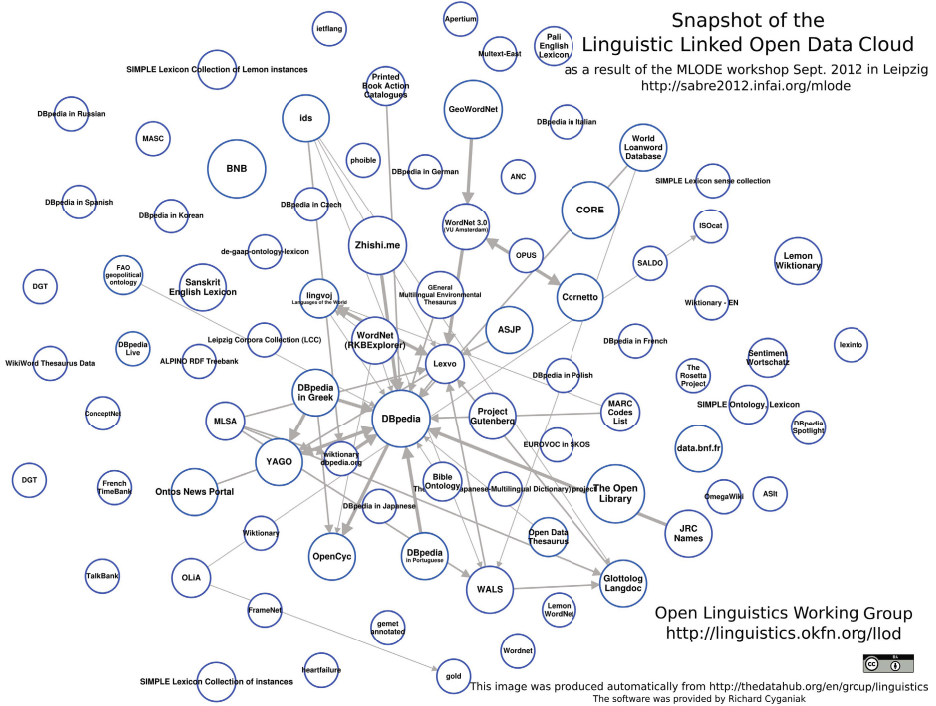 Snapshot of the
Linguistic Linked Open Data Cloud
as a result of the MLODE workshop Sept. 2012 in Leipzig
http://sabre2012.infai.org/mlode
ietflang
Apertium
Multext-East
Pali
English
Lexicon
SIMPLE Lexicon Collection of Lemon instances
Printed
Book Action
Catalogues
GeoWordNet
DBpedia in Russian
ids
DBpedia is Italian
MASC
World
Loanword
Database
BNB
phoible
DBpedia in German
ANC
SIMPLE Lexicon sense collection
DBpedia in Spanish
DBpedia in Korean
DBpedia in Czech
CORE
WordNet 3.0
(VU Amsterdam)
ISOcat
Zhishi.me
de-gaap-ontology-lexicon
OPUS
SALDO
Lemon
Wiktionary
FAO
geopolitical
ontology
DGT
Sanskrit
English Lexicon
lingvoj
Languages of the World
GEneral
Multilingual Environmental
Thesaurus
Cornetto
Wiktionary - EN
ASJP
WordNet
(RKBExplorer)
Leipzig Corpora Collection (LCC)
DBpedia in French
lexinfo
DBpedia
Live
WikiWord Thesaurus Data
ALPINO RDF Treebank
Lexvo
Sentiment
Wortschatz
DBpedia in Polish
The
Rosetta
Project
DBpedia
in Greek
SIMPLE Ontology, Lexicon
ConceptNet
MLSA
DBpedia
Project
Gutenberg
MARC
Codes
List
DBpedia
Spotlight
EUROVOC in SKOS
data.bnf.fr
YAGO
wiktionary
dbpedia.org
DGT
French
TimeBank
Ontos News Portal
Bible
Ontology
Japanese-Multilingual Dictionary)project
The Open
Library
OmegaWiki
ASIt
DBpedia in Japanese
Wiktionary
Open Data
Thesaurus
JRC
Names
OpenCyc
DBpedia
in Portuguese
TalkBank
OLiA
WALS
Glottolog
Langdoc
FrameNet
Lemon
WordNet
gemet
annotated
Open Linguistics Working Group
http://linguistics.okfn.org/llod
Wordnet
heartfailure
gold
SIMPLE Lexicon Collection of instances
This image was produced automatically from http://thedatahub.org/en/group/linguistics
The software was provided by Richard Cyganiak